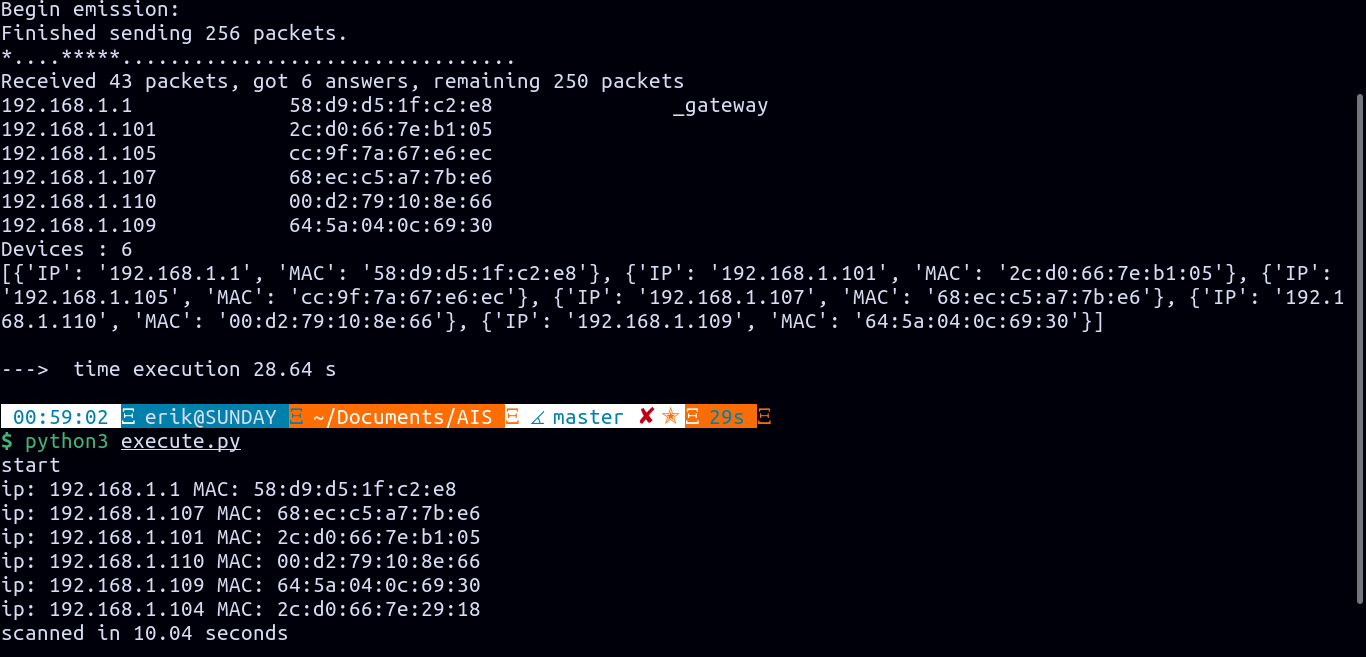 Begin emission:
Finished sending 256 packets.
*....*****.................................
Received 43 packets, got 6 answers, remaining 250 packets
192.168.1.1             58:d9:d5:1f:c2:e8               _gateway
192.168.1.101           2c:d0:66:7e:b1:05
192.168.1.105           cc:9f:7a:67:e6:ec
192.168.1.107           68:ec:c5:a7:7b:e6
192.168.1.110           00:d2:79:10:8e:66
192.168.1.109           64:5a:04:0c:69:30
Devices : 6
[{'IP': '192.168.1.1', 'MAC': '58:d9:d5:1f:c2:e8'}, {'IP': '192.168.1.101', 'MAC': '2c:d0:66:7e:b1:05'}, {'IP':
'192.168.1.105', 'MAC': 'cc:9f:7a:67:e6:ec'}, {'IP': '192.168.1.107', 'MAC': '68:ec:c5:a7:7b:e6'}, {'IP': '192.1
68.1.110', 'MAC': '00:d2:79:10:8e:66'}, {'IP': '192.168.1.109', 'MAC': '64:5a:04:0c:69:30'}]
--->  time execution 28.64 s
00:59:02 Ξ erik@SUNDAY Ξ ~/Documents/AIS Ξ ∠ master ✘ ✭ Ξ 29s Ξ
$ python3 execute.py
start
ip: 192.168.1.1 MAC: 58:d9:d5:1f:c2:e8
ip: 192.168.1.107 MAC: 68:ec:c5:a7:7b:e6
ip: 192.168.1.101 MAC: 2c:d0:66:7e:b1:05
ip: 192.168.1.110 MAC: 00:d2:79:10:8e:66
ip: 192.168.1.109 MAC: 64:5a:04:0c:69:30
ip: 192.168.1.104 MAC: 2c:d0:66:7e:29:18
scanned in 10.04 seconds